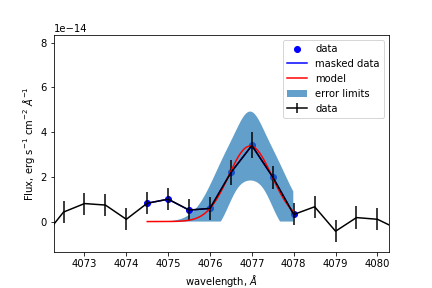 1e−14
8
6
4
2
0
Flux, erg s⁻¹ cm⁻² Å⁻¹
data
masked data
model
error limits
data
4073 4074 4075 4076 4077 4078 4079 4080
wavelength, Å